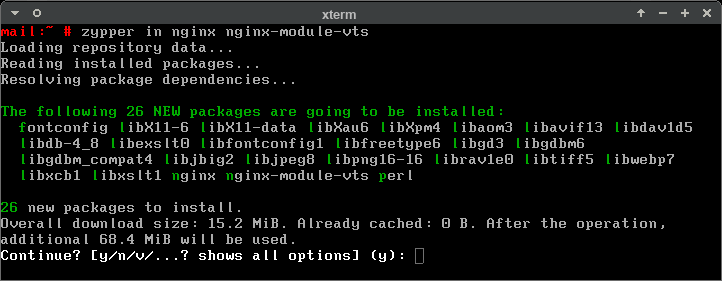 xterm
mail:~ # zypper in nginx nginx-module-vts
Loading repository data...
Reading installed packages...
Resolving package dependencies...
The following 26 NEW packages are going to be installed:
fontconfig libX11-6 libX11-data libXau6 libXpm4 libaom3 libavif13 libdav1d5
libdb-4_8 libexslt0 libfontconfig1 libfreetype6 libgd3 libgdbm6
libgdbm_compat4 libjbig2 libjpeg8 libpng16-16 librav1e0 libtiff5 libwebp7
libxcb1 libxslt1 nginx nginx-module-vts perl
26 new packages to install.
Overall download size: 15.2 MiB. Already cached: 0 B. After the operation,
additional 68.4 MiB will be used.
Continue? [y/n/v/...? shows all options] (y):